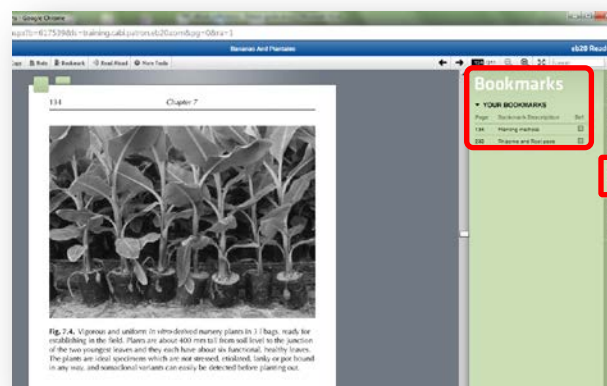 Google Chrome
Bananas And Plantains
eb20 Read
Note Bookmark Read Aloud More Tools
Bookmarks
YOUR BOOKMARKS
Page Bookmark Description Del
134 Planting methods
134 Chapter 7
Fig. 7.4. Vigorous and uniform in vitro-derived nursery plants in 3 l bags, ready for
establishing in the field. Plants are about 400 mm tall from soil level to the junction
of the two youngest leaves and they each have about six functional, healthy leaves.
The plants are ideal specimens which are not stressed, etiolated, lanky or pot bound
in any way, and somaclonal variants can easily be detected before planting out.